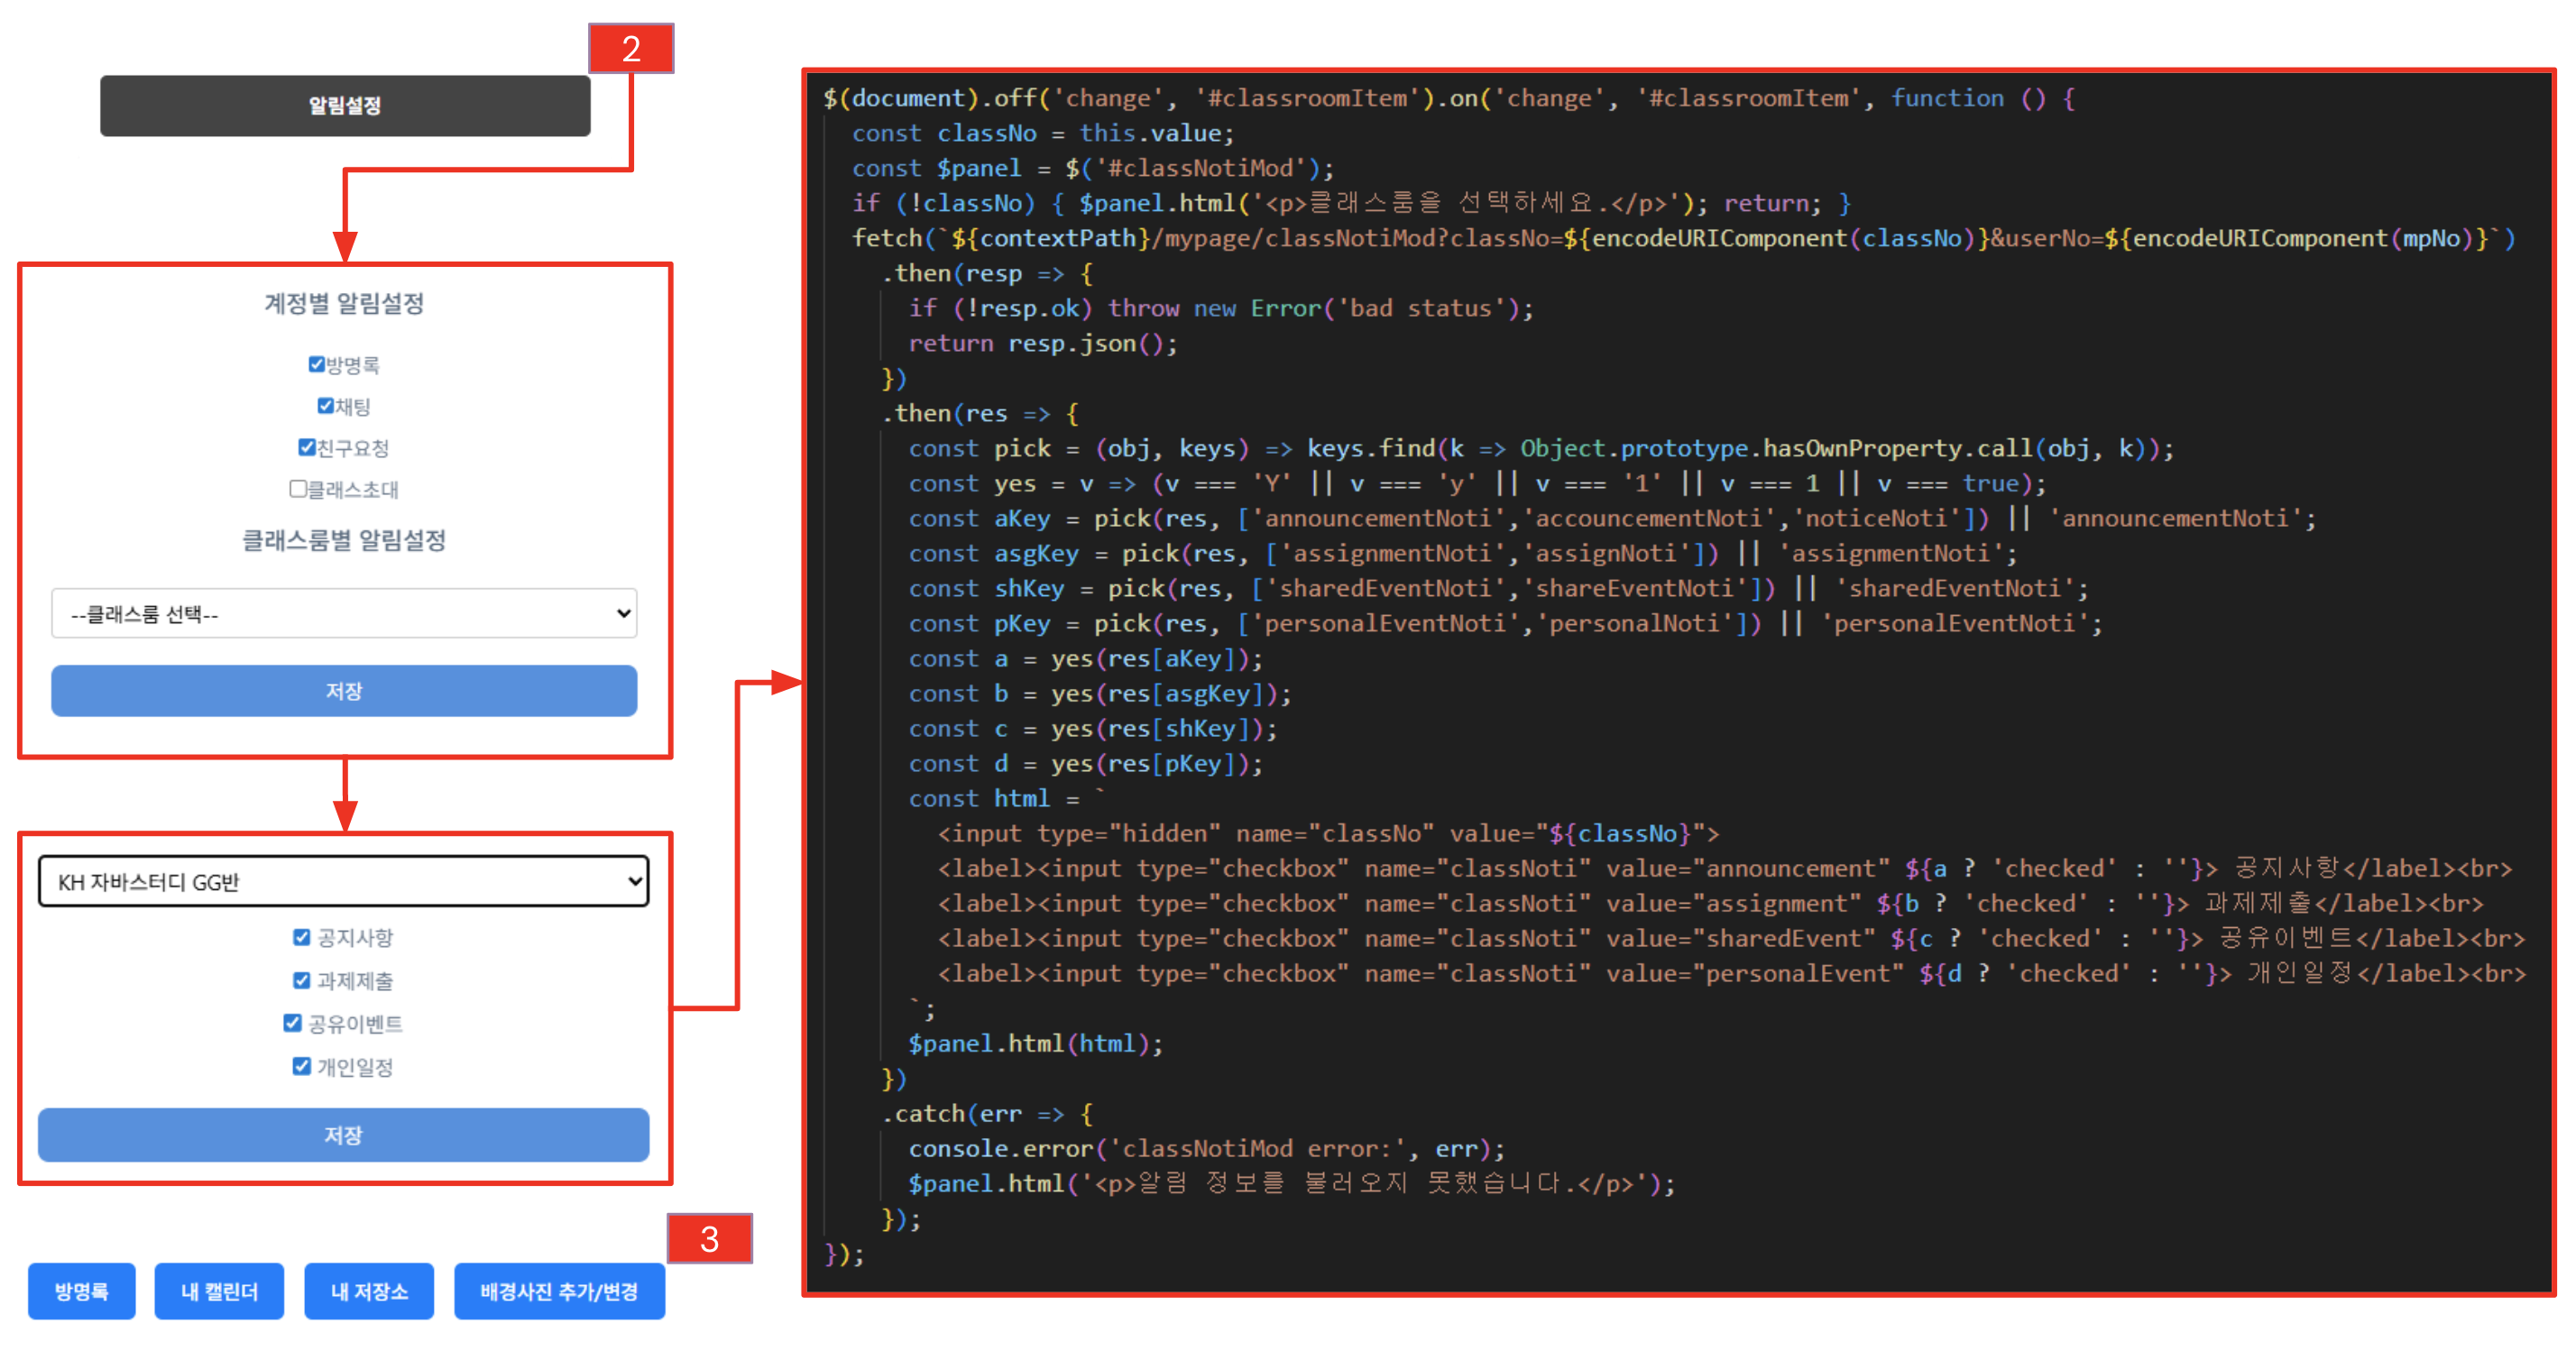 2
알림설정
계정별 알림설정
방명록
채팅
친구요청
클래스초대
클래스룸별 알림설정
--클래스룸 선택--
저장
KH 자바스터디 GG반
공지사항
과제제출
공유이벤트
개인일정
저장
3
방명록
내 캘린더
내 저장소
배경사진 추가/변경
$(document).off('change', '#classroomItem').on('change', '#classroomItem', function () {
const classNo = this.value;
const $panel = $('#classNotiMod');
if (!classNo) { $panel.html('<p>클래스룸을 선택하세요.</p>'); return; }
fetch(`${contextPath}/mypage/classNotiMod?classNo=${encodeURIComponent(classNo)}&userNo=${encodeURIComponent(mpNo)}`)
.then(resp => {
if (!resp.ok) throw new Error('bad status');
return resp.json();
})
.then(res => {
const pick = (obj, keys) => keys.find(k => Object.prototype.hasOwnProperty.call(obj, k));
const yes = v => (v === 'Y' || v === 'y' || v === '1' || v === 1 || v === true);
const aKey = pick(res, ['announcementNoti','accouncementNoti','noticeNoti']) || 'announcementNoti';
const asgKey = pick(res, ['assignmentNoti','assignNoti']) || 'assignmentNoti';
const shKey = pick(res, ['sharedEventNoti','shareEventNoti']) || 'sharedEventNoti';
const pKey = pick(res, ['personalEventNoti','personalNoti']) || 'personalEventNoti';
const a = yes(res[aKey]);
const b = yes(res[asgKey]);
const c = yes(res[shKey]);
const d = yes(res[pKey]);
const html = `
<input type="hidden" name="classNo" value="${classNo}">
<label><input type="checkbox" name="classNoti" value="announcement" ${a ? 'checked' : ''}> 공지사항</label><br>
<label><input type="checkbox" name="classNoti" value="assignment" ${b ? 'checked' : ''}> 과제제출</label><br>
<label><input type="checkbox" name="classNoti" value="sharedEvent" ${c ? 'checked' : ''}> 공유이벤트</label><br>
<label><input type="checkbox" name="classNoti" value="personalEvent" ${d ? 'checked' : ''}> 개인일정</label><br>
`;
$panel.html(html);
})
.catch(err => {
console.error('classNotiMod error:', err);
$panel.html('<p>알림 정보를 불러오지 못했습니다.</p>');
});
});